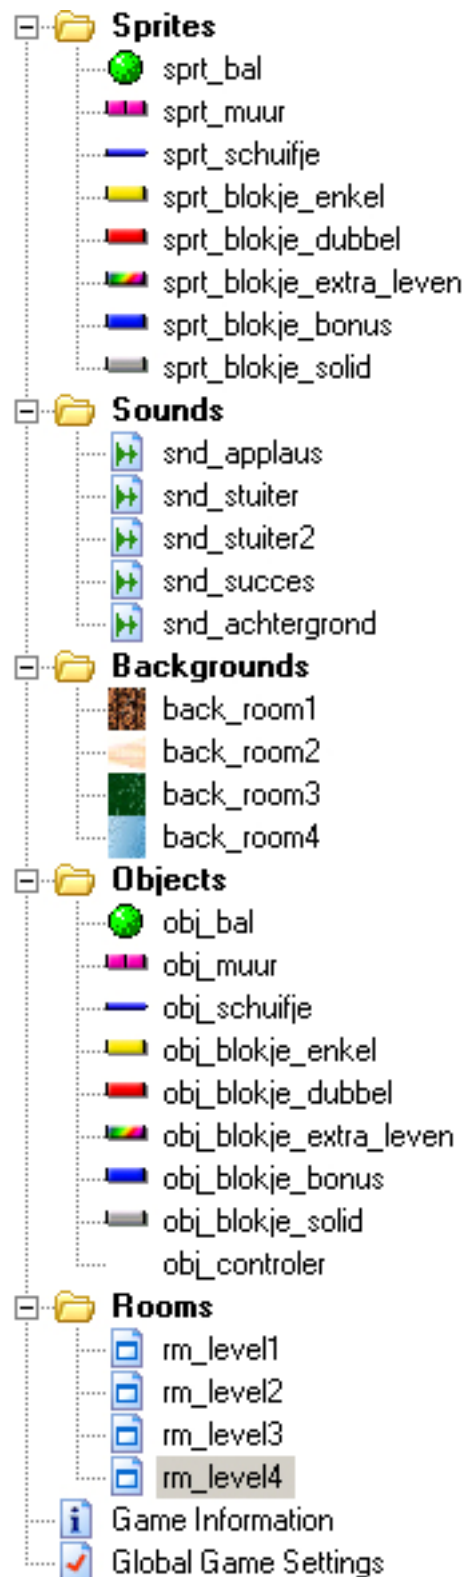 Sprites
sprt_bal
sprt_muur
sprt_schuifje
sprt_blokje_enkel
sprt_blokje_dubbel
sprt_blokje_extra_leven
sprt_blokje_bonus
sprt_blokje_solid
Sounds
snd_applaus
snd_stuiter
snd_stuiter2
snd_succes
snd_achtergrond
Backgrounds
back_room1
back_room2
back_room3
back_room4
Objects
obj_bal
obj_muur
obj_schuifje
obj_blokje_enkel
obj_blokje_dubbel
obj_blokje_extra_leven
obj_blokje_bonus
obj_blokje_solid
obj_controler
Rooms
rm_level1
rm_level2
rm_level3
rm_level4
Game Information
Global Game Settings